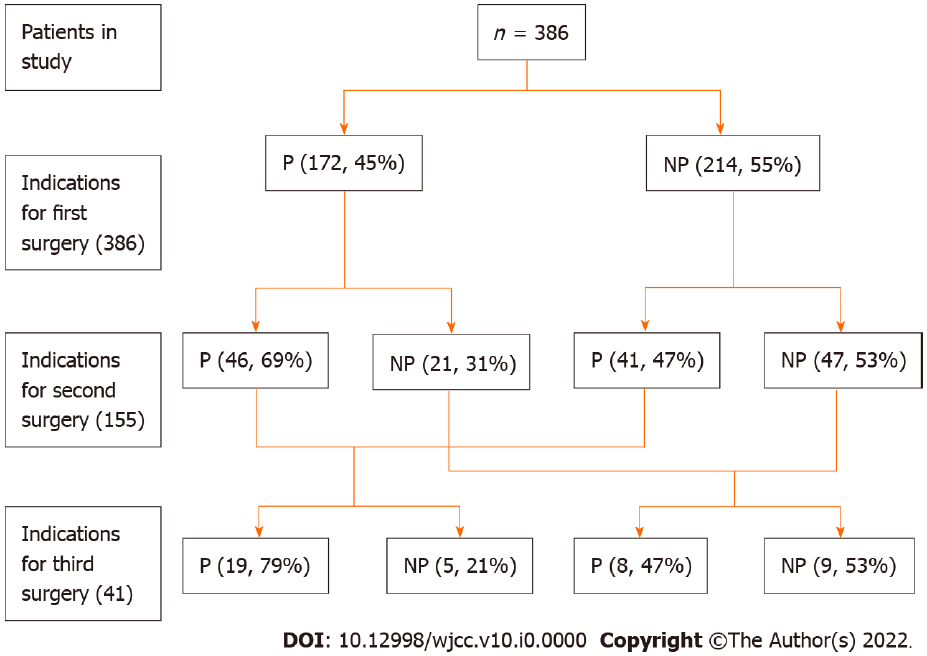 Patients in
study
n = 386
Indications
for first
surgery (386)
P (172, 45%)
NP (214, 55%)
Indications
for second
surgery (155)
P (46, 69%)
NP (21, 31%)
P (41, 47%)
NP (47, 53%)
Indications
for third
surgery (41)
P (19, 79%)
NP (5, 21%)
P (8, 47%)
NP (9, 53%)
DOI: 10.12998/wjcc.v10.i0.0000 Copyright ©The Author(s) 2022.